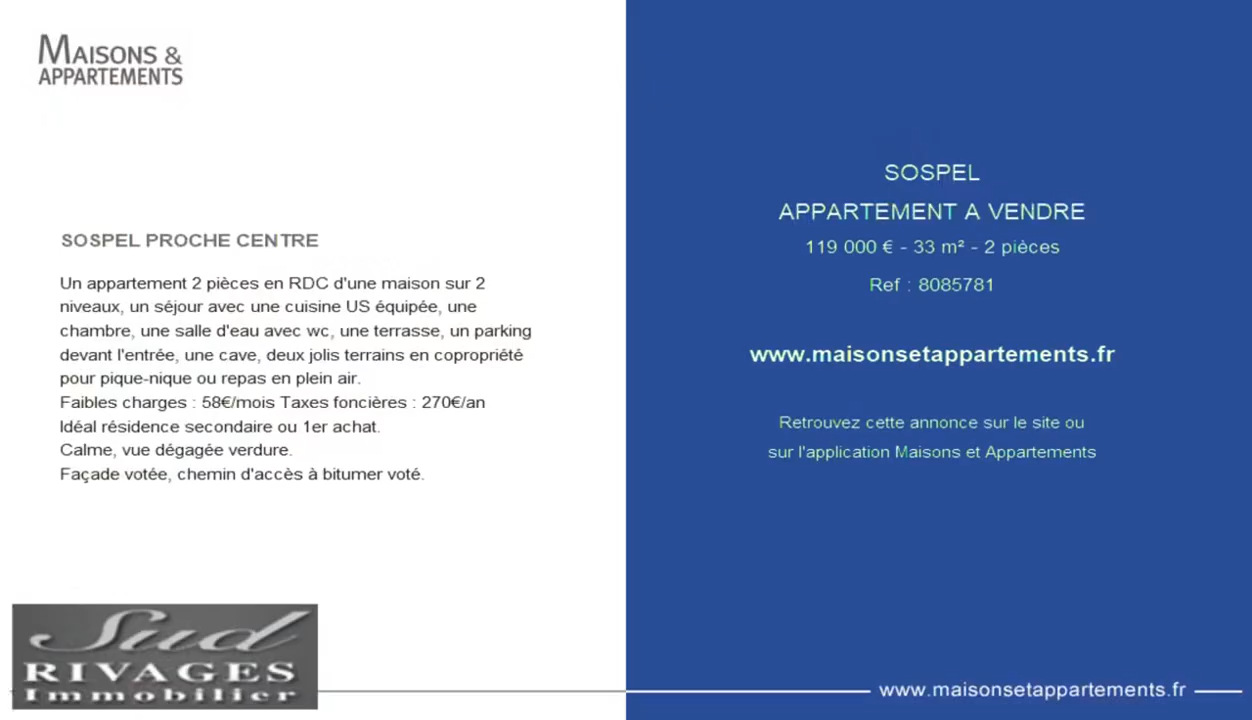 MAISONS &
APPARTEMENTS
SOSPEL PROCHE CENTRE
Un appartement 2 pièces en RDC d'une maison sur 2
niveaux, un séjour avec une cuisine US équipée, une
chambre, une salle d'eau avec wc, une terrasse, un parking
devant l'entrée, une cave, deux jolis terrains en copropriété
pour pique-nique ou repas en plein air.
Faibles charges : 58€/mois Taxes foncières : 270€/an
Idéal résidence secondaire ou 1er achat.
Calme, vue dégagée verdure.
Façade votée, chemin d'accès à bitumer voté.
Sud
RIVAGES
Immobilier
SOSPEL
APPARTEMENT A VENDRE
119 000 € - 33 m² - 2 pièces
Ref : 8085781
www.maisonsetappartements.fr
Retrouvez cette annonce sur le site ou
sur l'application Maisons et Appartements
www.maisonsetappartements.fr